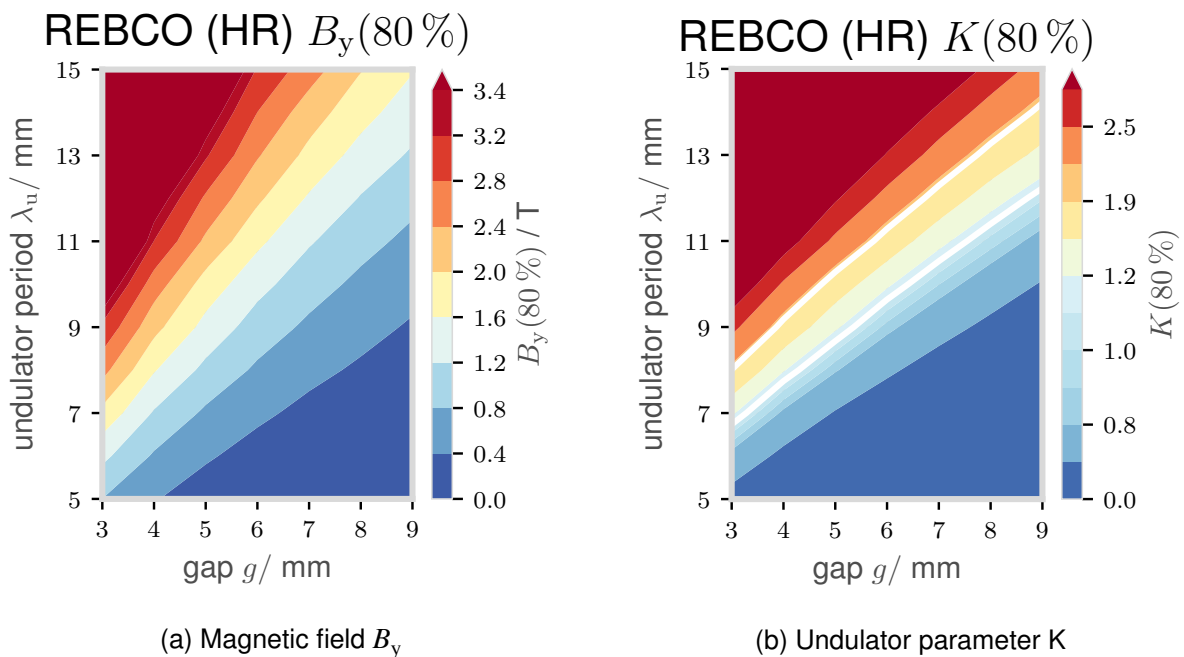 REBCO (HR) B_y(80 %)
REBCO (HR) K(80 %)
15
13
11
9
7
5
undulator period λ_u/ mm
3 4 5 6 7 8 9
gap g/ mm
3.4
3.2
2.8
2.4
2.0
1.6
1.2
0.8
0.4
0.0
B_y(80 %) / T
15
13
11
9
7
5
undulator period λ_u/ mm
3 4 5 6 7 8 9
gap g/ mm
2.5
1.9
1.2
1.0
0.8
0.0
K(80 %)
(a) Magnetic field B_y
(b) Undulator parameter K